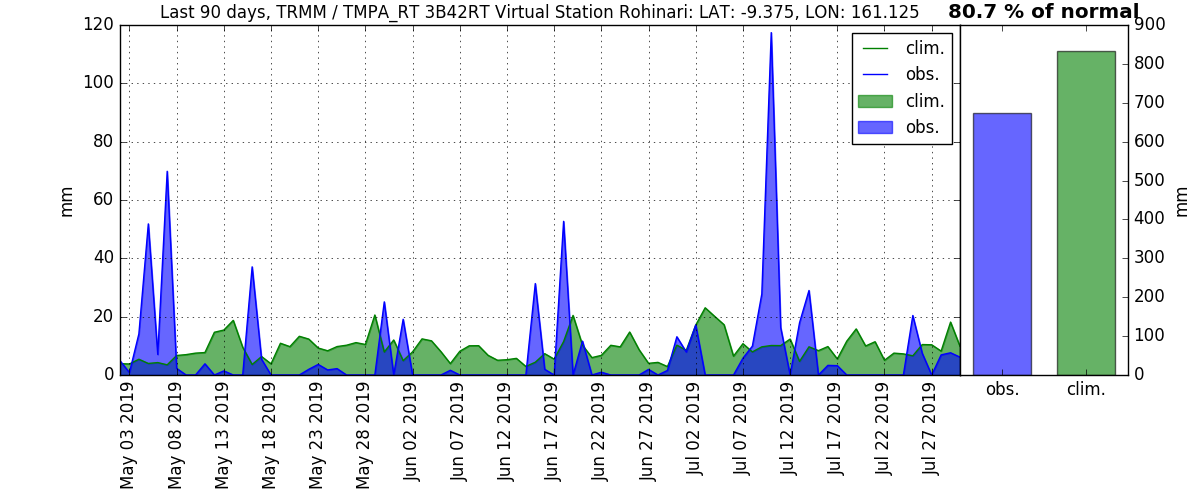 Last 90 days, TRMM / TMPA_RT 3B42RT Virtual Station Rohinari: LAT: -9.375, LON: 161.125
80.7 % of normal
120
100
80
60
40
20
0
mm
clim.
obs.
clim.
obs.
900
800
700
600
500
400
300
200
100
0
mm
May 03 2019
May 08 2019
May 13 2019
May 18 2019
May 23 2019
May 28 2019
Jun 02 2019
Jun 07 2019
Jun 12 2019
Jun 17 2019
Jun 22 2019
Jun 27 2019
Jul 02 2019
Jul 07 2019
Jul 12 2019
Jul 17 2019
Jul 22 2019
Jul 27 2019
obs.
clim.